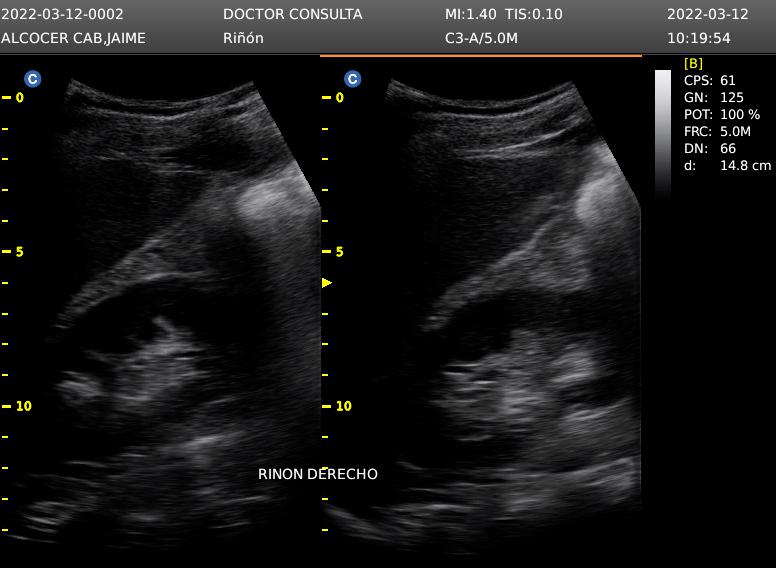 2022-03-12-0002 DOCTOR CONSULTA MI:1.40 TIS:0.10 2022-03-12
ALCOCER CAB,JAIME Riñón C3-A/5.0M 10:19:54
[B]
C C
0 0
CPS: 61
GN: 125
POT: 100 %
FRC: 5.0M
DN: 66
d: 14.8 cm
5 5
10 10
RINON DERECHO